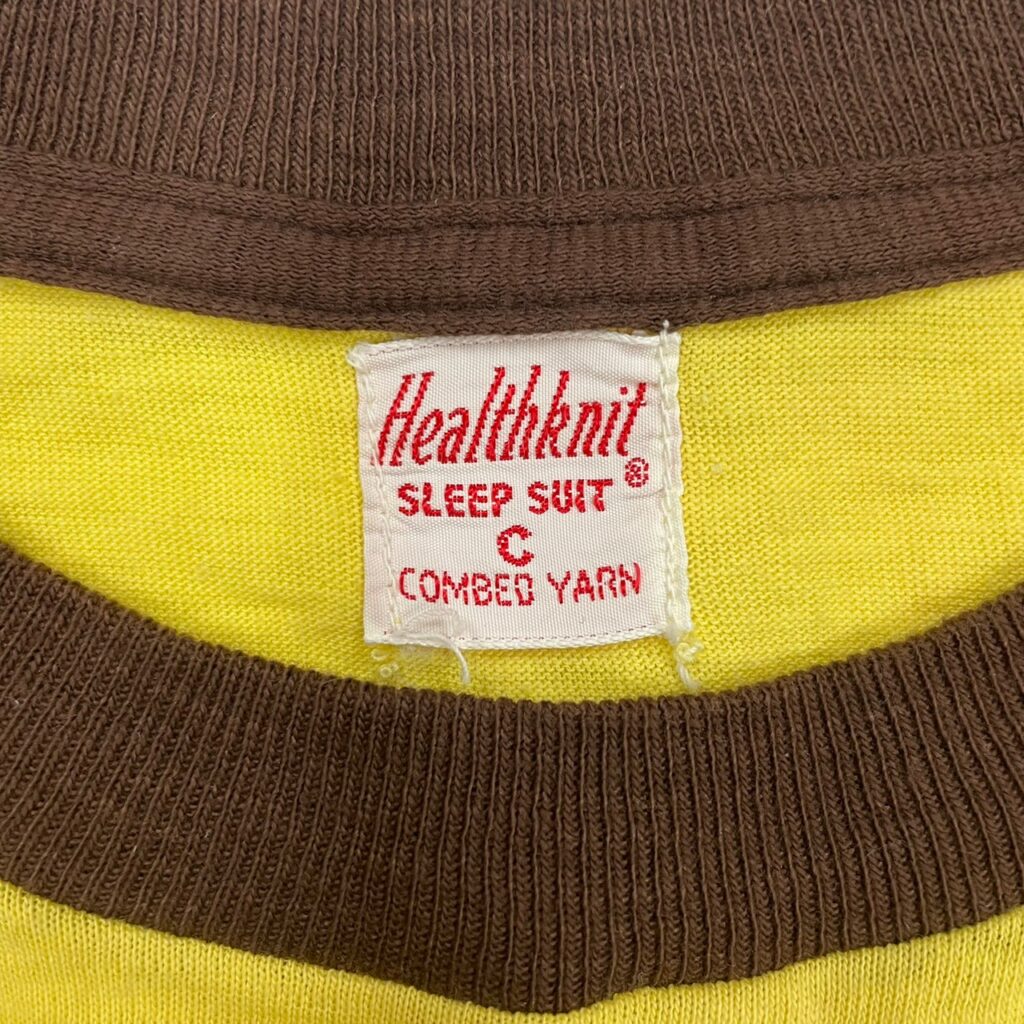 Healthknit
®
SLEEP SUIT
C
COMBED YARN